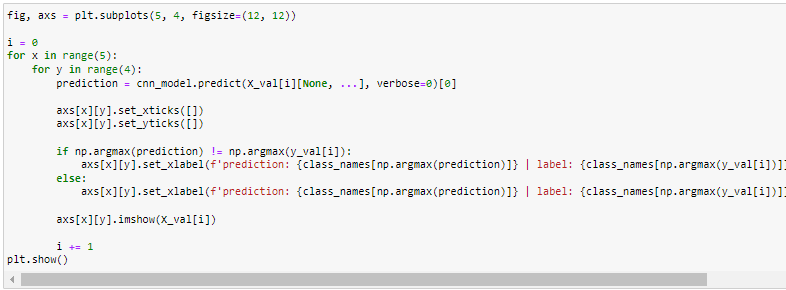 fig, axs = plt.subplots(5, 4, figsize=(12, 12))
i = 0
for x in range(5):
    for y in range(4):
        prediction = cnn_model.predict(X_val[i][None, ...], verbose=0)[0]
        axs[x][y].set_xticks([])
        axs[x][y].set_yticks([])
        if np.argmax(prediction) != np.argmax(y_val[i]):
            axs[x][y].set_xlabel(f'prediction: {class_names[np.argmax(prediction)]} | label: {class_names[np.argmax(y_val[i])]
        else:
            axs[x][y].set_xlabel(f'prediction: {class_names[np.argmax(prediction)]} | label: {class_names[np.argmax(y_val[i])]
        axs[x][y].imshow(X_val[i])
        i += 1
plt.show()